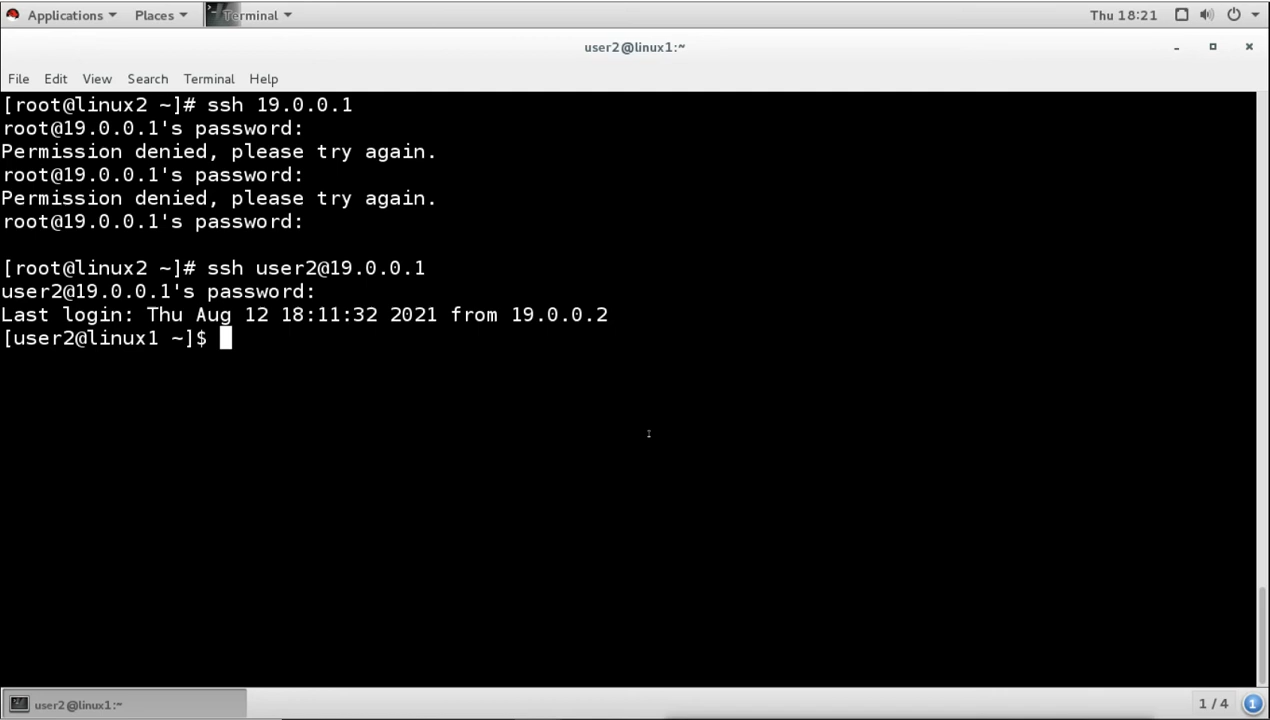 Applications Places Terminal Thu 18:21
user2@linux1:~
File Edit View Search Terminal Help
[root@linux2 ~]# ssh 19.0.0.1
root@19.0.0.1's password:
Permission denied, please try again.
root@19.0.0.1's password:
Permission denied, please try again.
root@19.0.0.1's password:
[root@linux2 ~]# ssh user2@19.0.0.1
user2@19.0.0.1's password:
Last login: Thu Aug 12 18:11:32 2021 from 19.0.0.2
[user2@linux1 ~]$
user2@linux1:~ 1 / 4 1